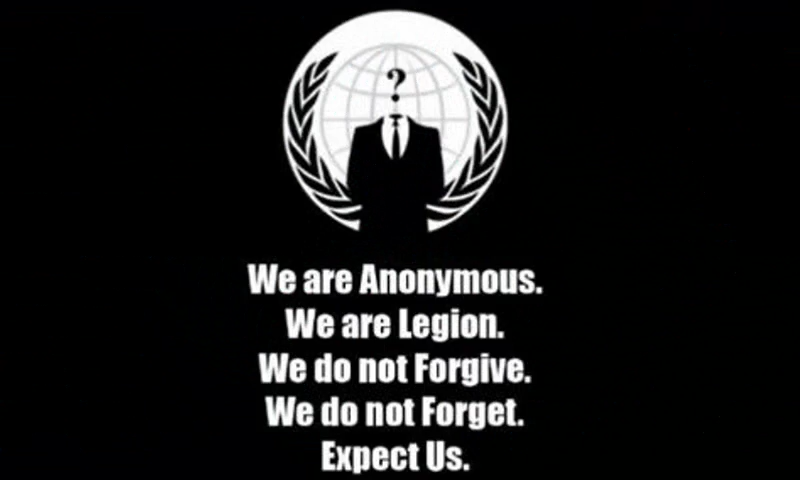 ?
We are Anonymous.
We are Legion.
We do not Forgive.
We do not Forget.
Expect Us.